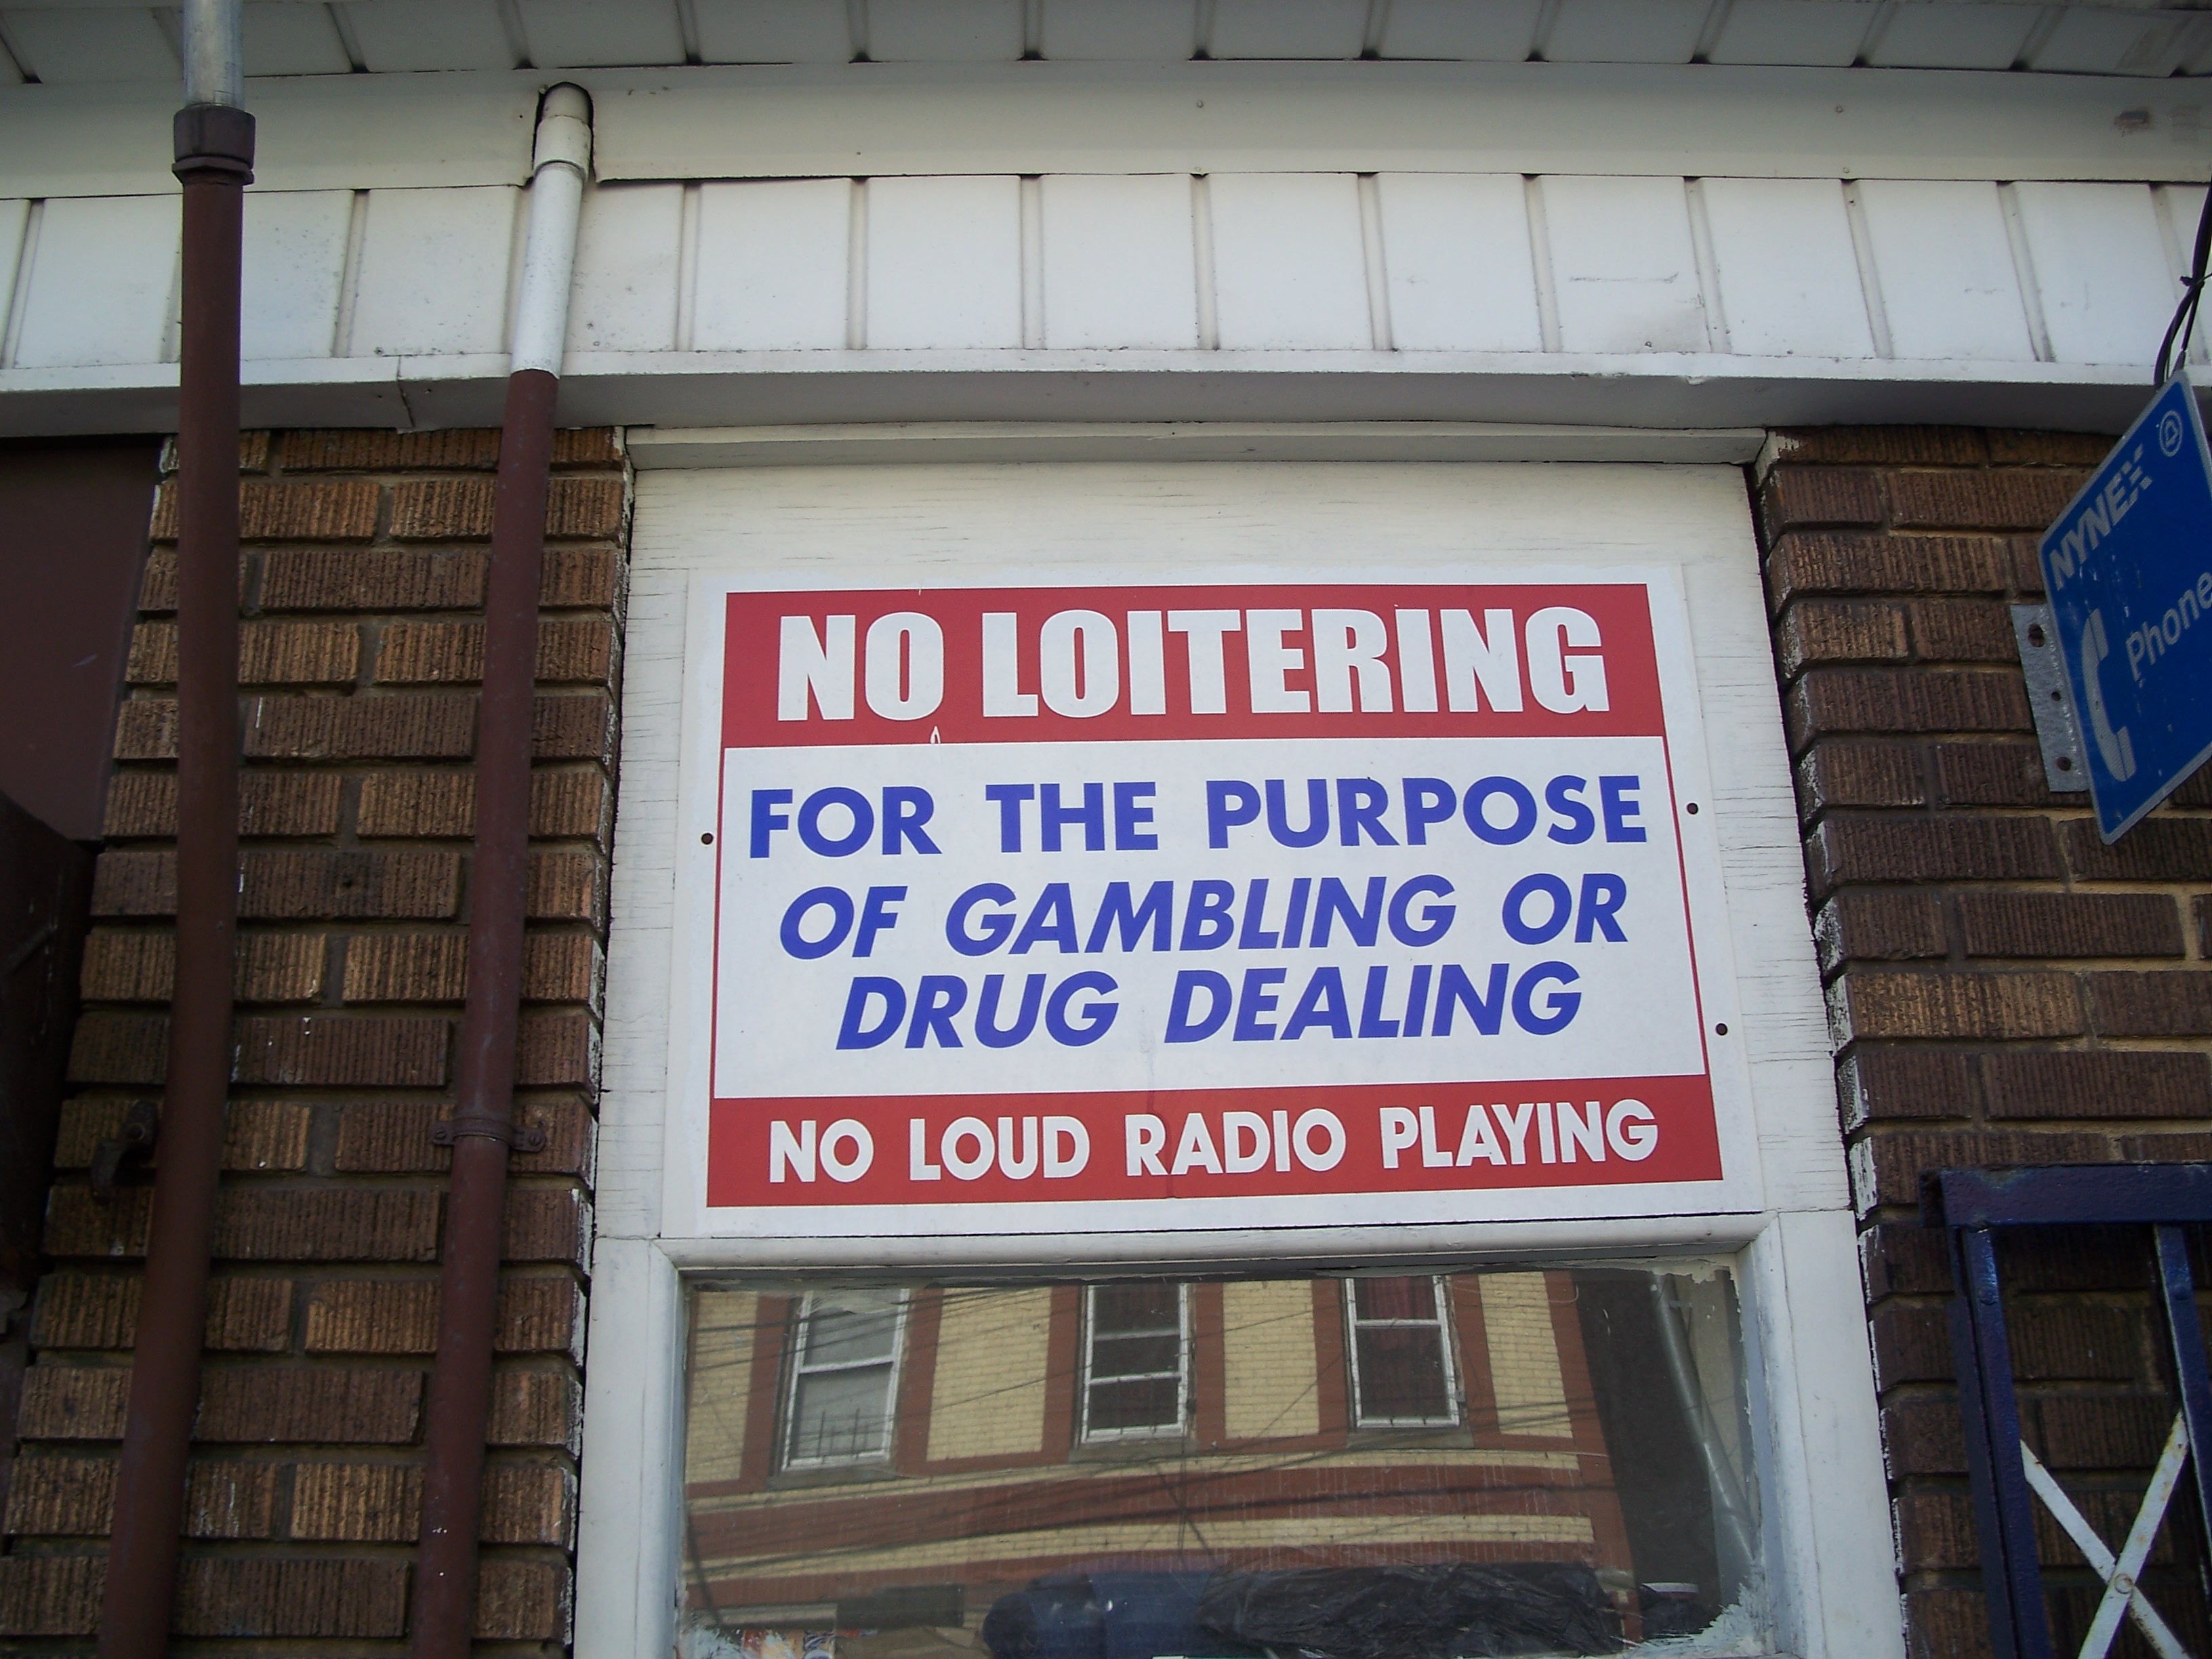 NO LOITERING
FOR THE PURPOSE
OF GAMBLING OR
DRUG DEALING
NO LOUD RADIO PLAYING
NYNEX
Phone